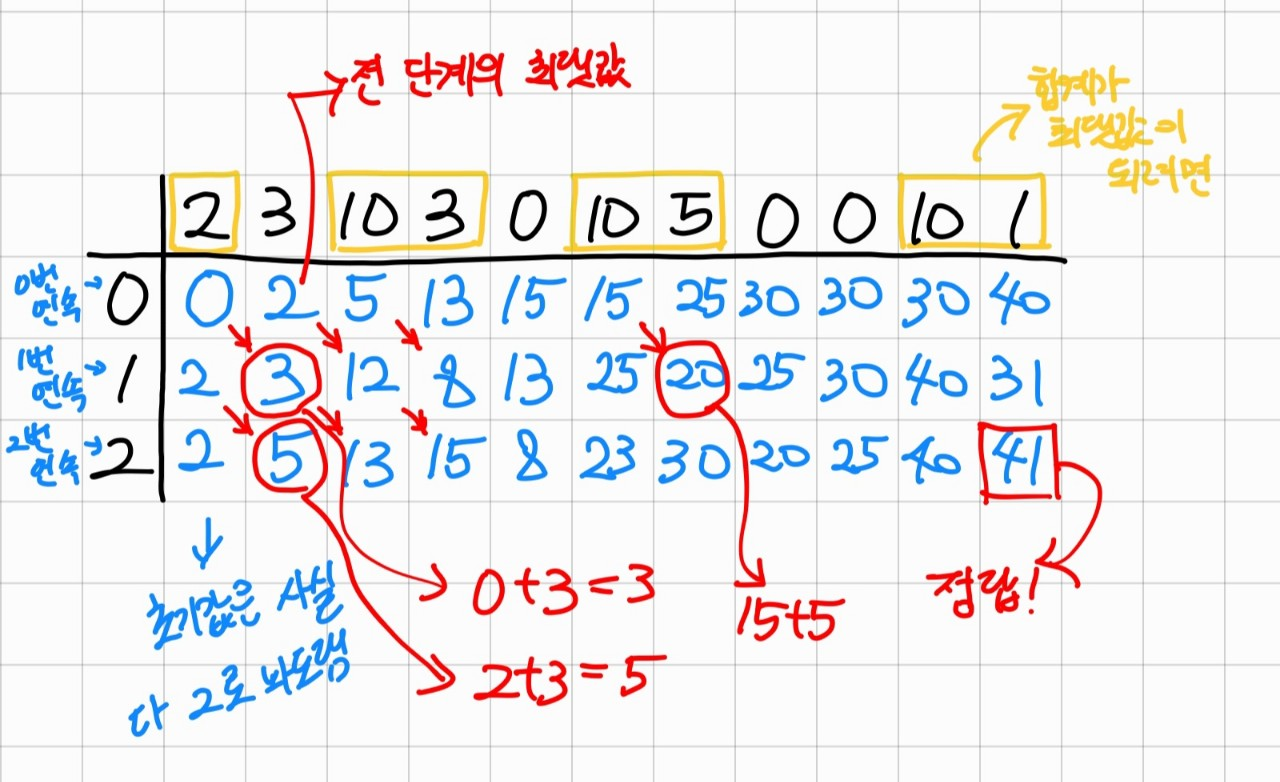 전 단계의 최댓값
합계가
최댓값이
되려면
2 3 10 3 0 10 5 0 0 10 1
0번
연속 → 0 0 2 5 13 15 15 25 30 30 30 40
1번
연속 → 1 2 3 12 8 13 25 20 25 30 40 31
2번
연속 → 2 2 5 13 15 8 23 30 20 25 40 41
초기값은 사실
다 2로 봐도됨
0+3=3
2+3=5
15+5
정답!